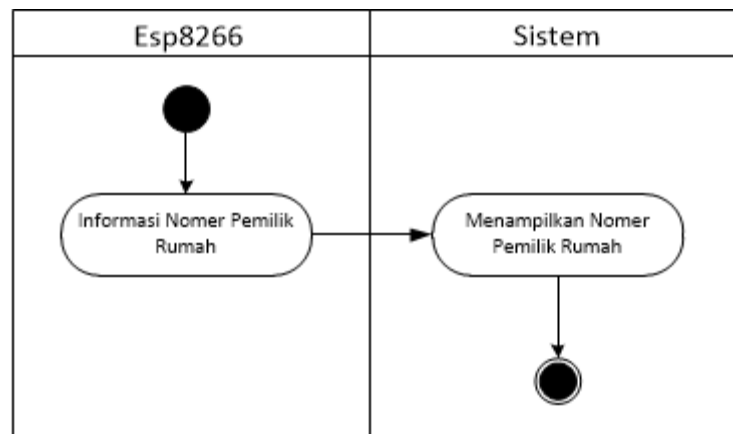 Esp8266
Sistem
Informasi Nomer Pemilik
Rumah
Menampilkan Nomer
Pemilik Rumah